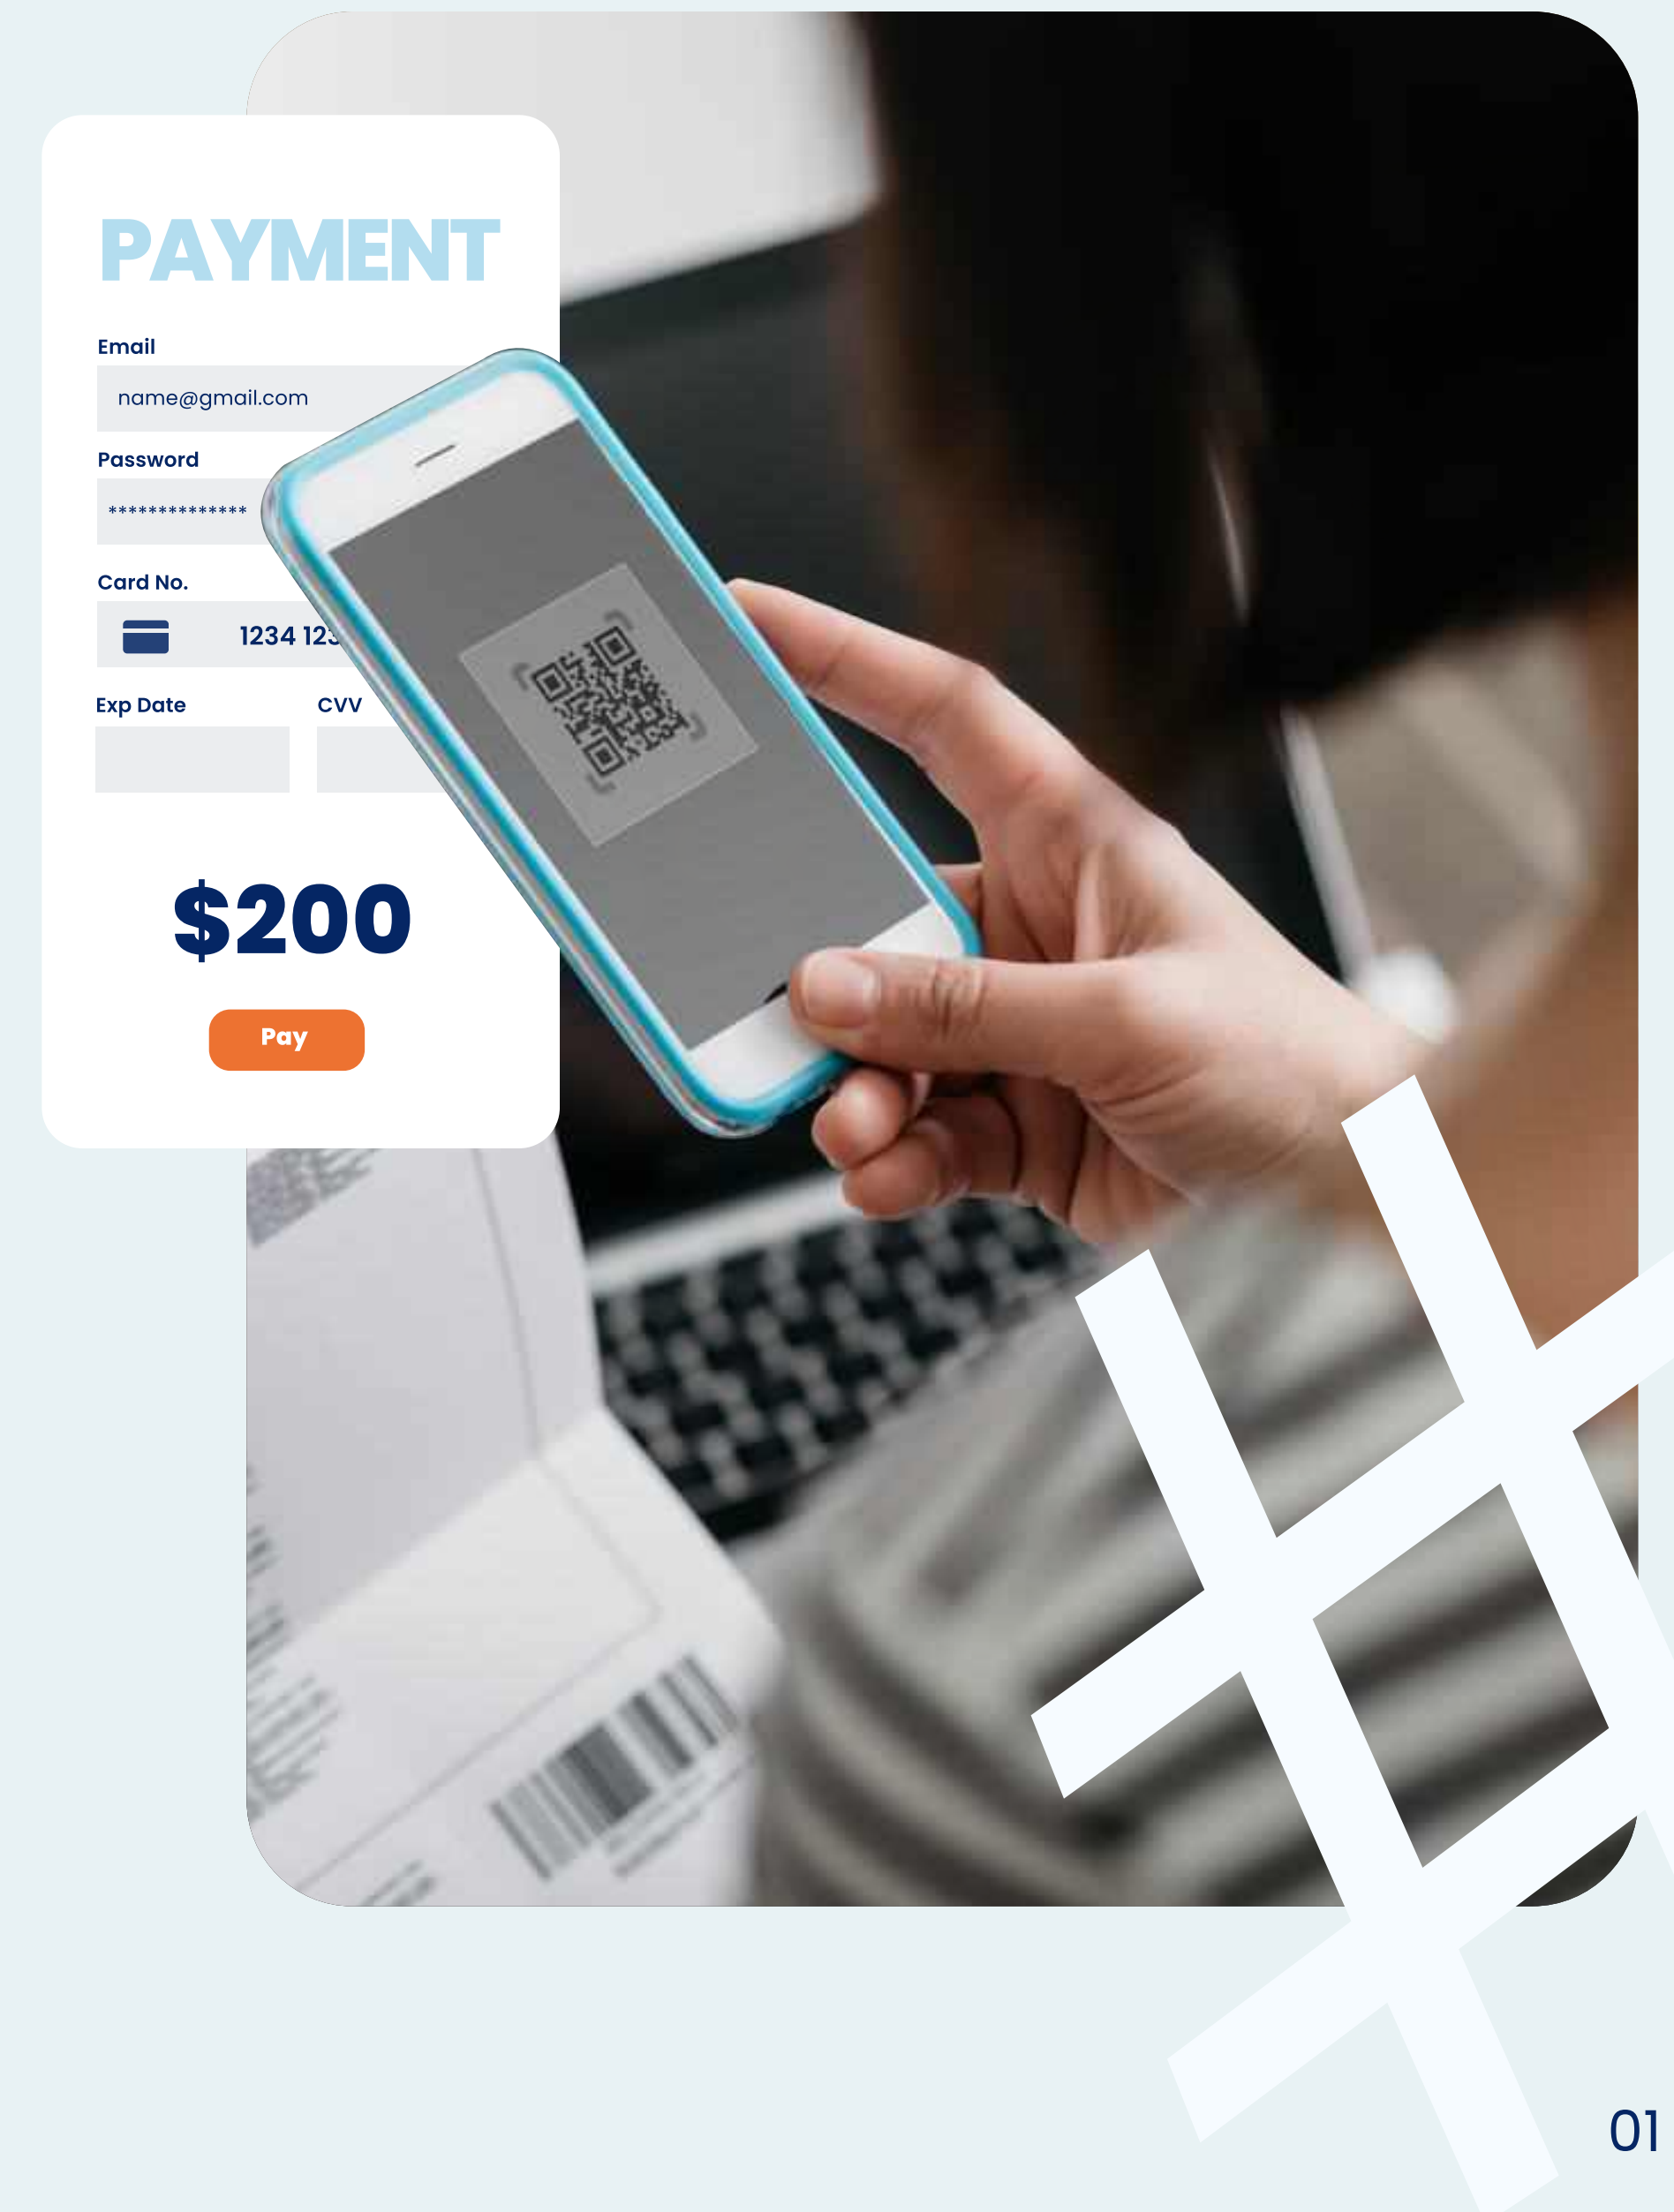 PAYMENT
Email
name@gmail.com
Password
**************
Card No.
1234 123
Exp Date
CVV
$200
Pay
01